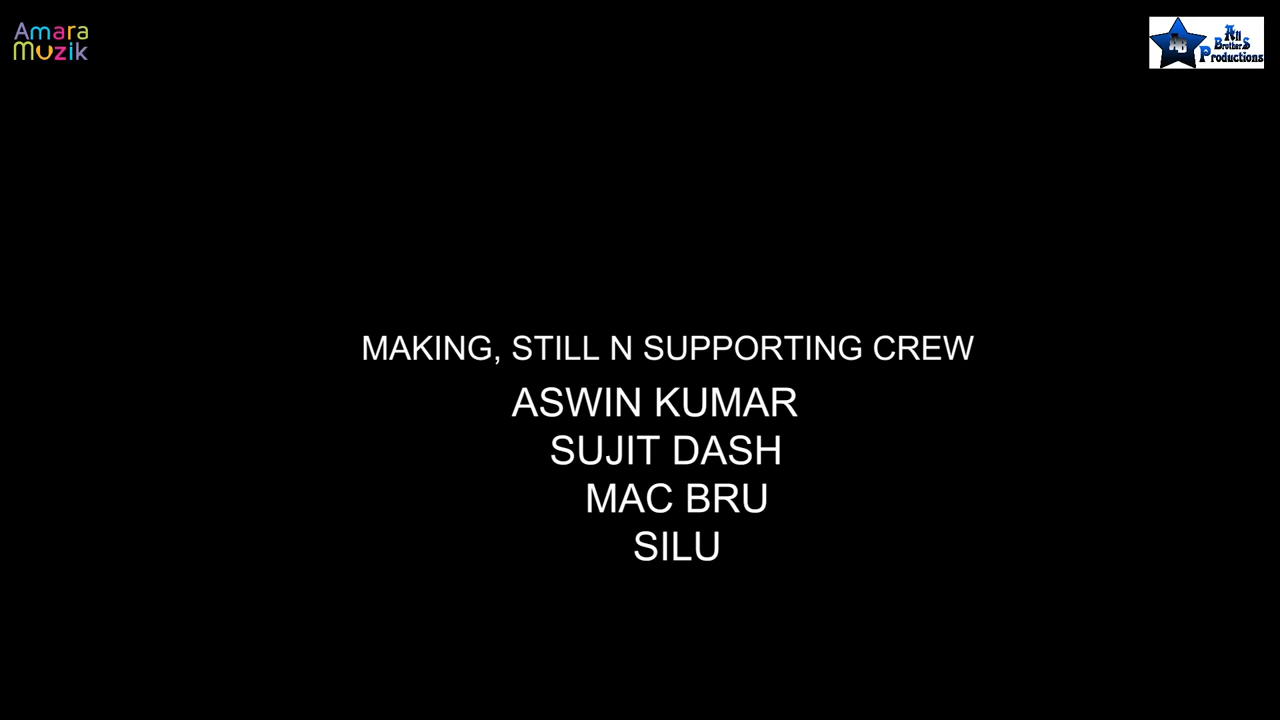 Amara
Muzik
All
BrotherS
Productions
MAKING, STILL N SUPPORTING CREW
ASWIN KUMAR
SUJIT DASH
MAC BRU
SILU